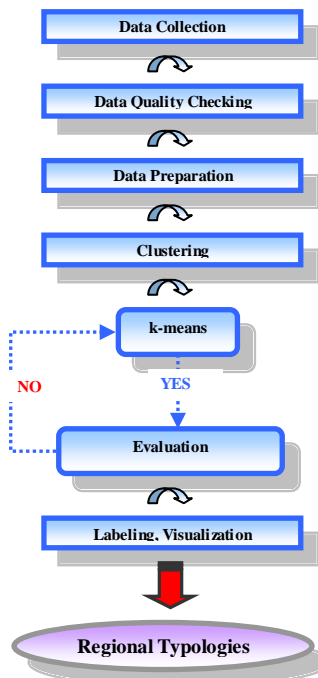 Data Collection
Data Quality Checking
Data Preparation
Clustering
k-means
NO
YES
Evaluation
Labeling, Visualization
Regional Typologies